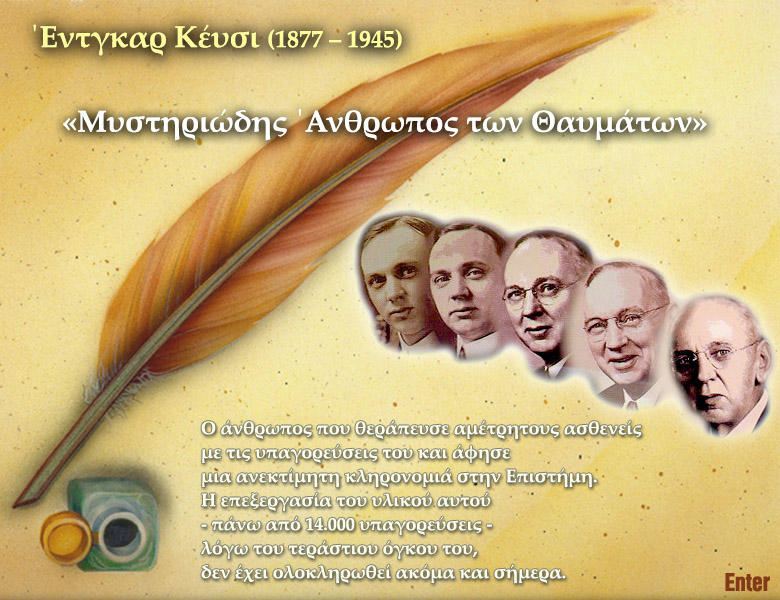 Έντγκαρ Κέυσι (1877 – 1945)
«Μυστηριώδης Άνθρωπος των Θαυμάτων»
Ο άνθρωπος που θεράπευσε αμέτρητους ασθενείς
με τις υπαγορεύσεις του και άφησε
μια ανεκτίμητη κληρονομιά στην Επιστήμη.
Η επεξεργασία του υλικού αυτού
- πάνω από 14.000 υπαγορεύσεις -
λόγω του τεράστιου όγκου του,
δεν έχει ολοκληρωθεί ακόμα και σήμερα.
Enter